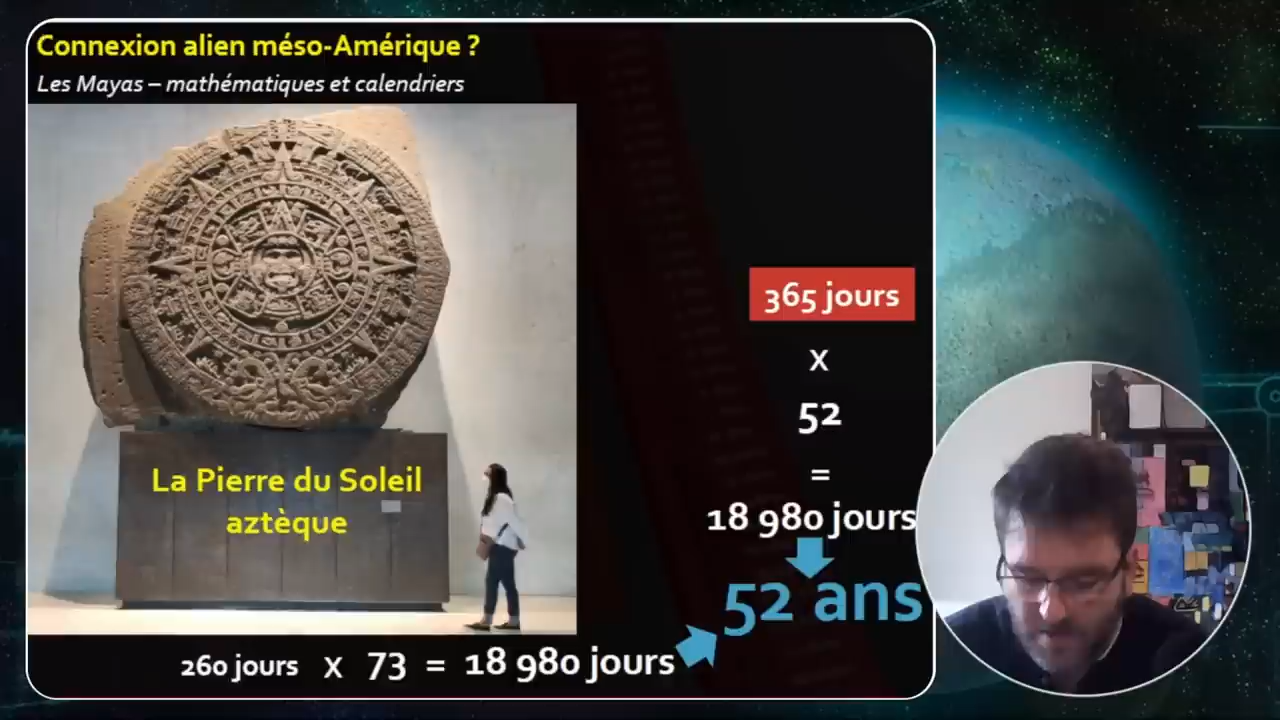 Connexion alien méso-Amérique ?
Les Mayas – mathématiques et calendriers
365 jours
x
52
=
18 980 jours
52 ans
La Pierre du Soleil
aztèque
260 jours x 73 = 18 980 jours